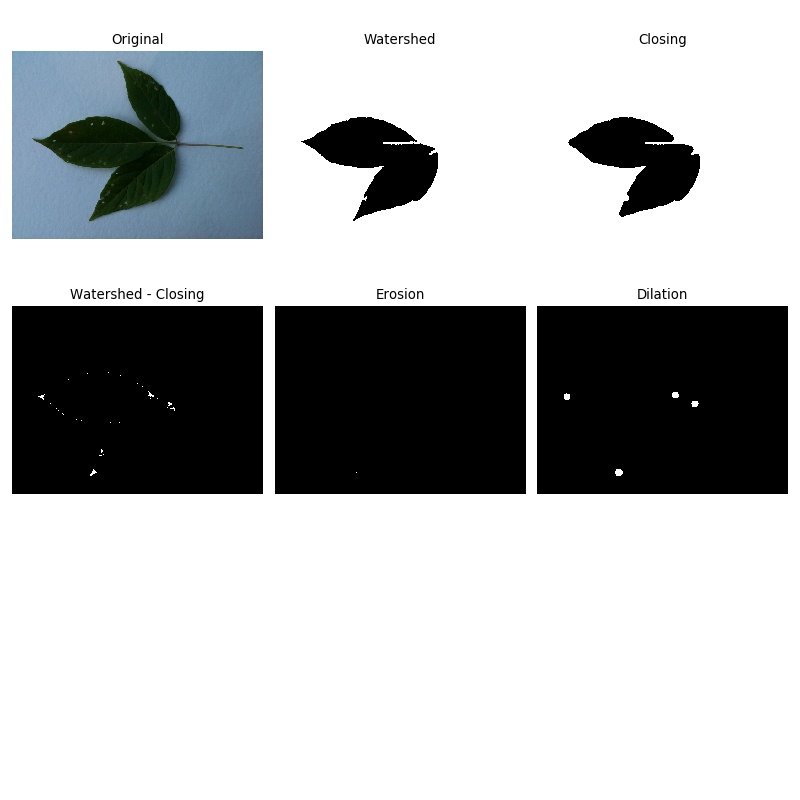 Original
Watershed
Closing
Watershed - Closing
Erosion
Dilation